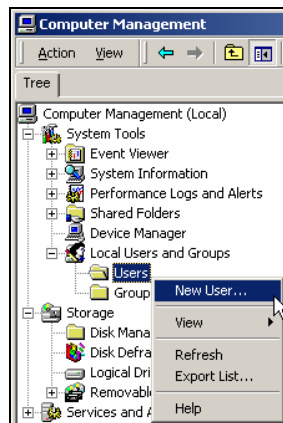 Computer Management
Action View
Tree
Computer Management (Local)
System Tools
Event Viewer
System Information
Performance Logs and Alerts
Shared Folders
Device Manager
Local Users and Groups
Users
Group
New User...
Storage
View
Disk Mana
Disk Defra
Refresh
Logical Dri
Export List...
Removabl
Services and A
Help